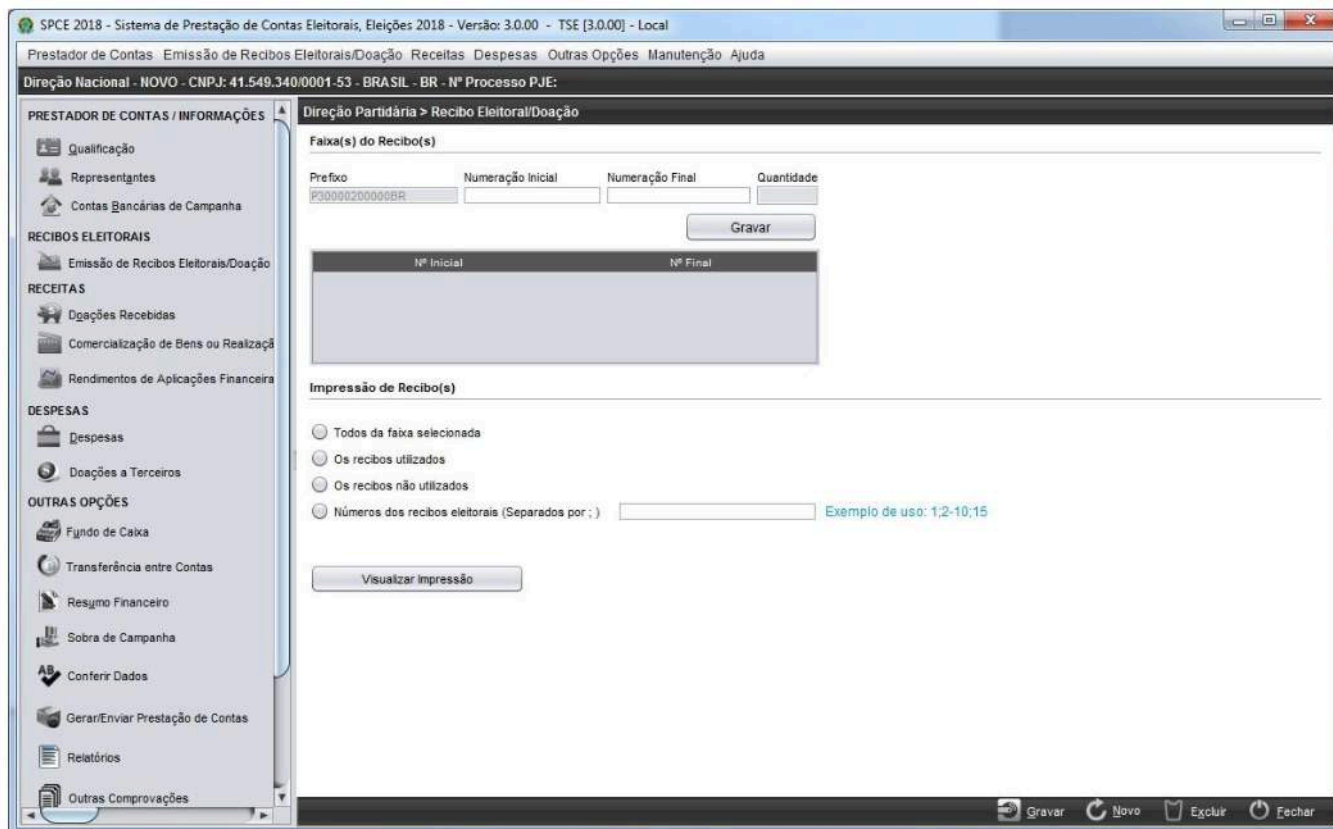 SPCE 2018 - Sistema de Prestação de Contas Eleitorais, Eleições 2018 - Versão: 3.0.00 - TSE [3.0.00] - Local
Prestador de Contas Emissão de Recibos Eleitorais/Doação Receitas Despesas Outras Opções Manutenção Ajuda
Direção Nacional - NOVO - CNPJ: 41.549.340/0001-53 - BRASIL - BR - Nº Processo PJE:
PRESTADOR DE CONTAS / INFORMAÇÕES
Qualificação
Representantes
Contas Bancárias de Campanha
RECIBOS ELEITORAIS
Emissão de Recibos Eleitorais/Doação
RECEITAS
Doações Recebidas
Comercialização de Bens ou Realizaçã
Rendimentos de Aplicações Financeira
DESPESAS
Despesas
Doações a Terceiros
OUTRAS OPÇÕES
Fundo de Caixa
Transferência entre Contas
Resumo Financeiro
Sobra de Campanha
Conferir Dados
Gerar/Enviar Prestação de Contas
Relatórios
Outras Comprovações
Direção Partidária > Recibo Eleitoral/Doação
Faixa(s) do Recibo(s)
Prefixo Numeração Inicial Numeração Final Quantidade
P30000200000BR
Gravar
Nº Inicial Nº Final
Impressão de Recibo(s)
Todos da faixa selecionada
Os recibos utilizados
Os recibos não utilizados
Números dos recibos eleitorais (Separados por ; ) Exemplo de uso: 1;2-10;15
Visualizar Impressão
Gravar Novo Excluir Fechar